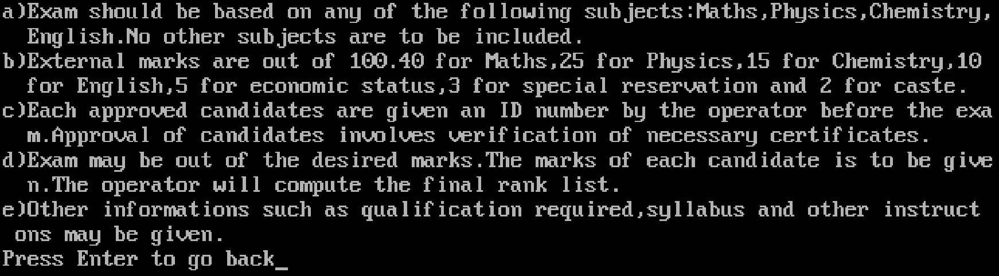 a)Exam should be based on any of the following subjects:Maths,Physics,Chemistry,
English.No other subjects are to be included.
b)External marks are out of 100.40 for Maths,25 for Physics,15 for Chemistry,10
for English,5 for economic status,3 for special reservation and 2 for caste.
c)Each approved candidates are given an ID number by the operator before the exa
m.Approval of candidates involves verification of necessary certificates.
d)Exam may be out of the desired marks.The marks of each candidate is to be give
n.The operator will compute the final rank list.
e)Other informations such as qualification required,syllabus and other instruct
ons may be given.
Press Enter to go back_